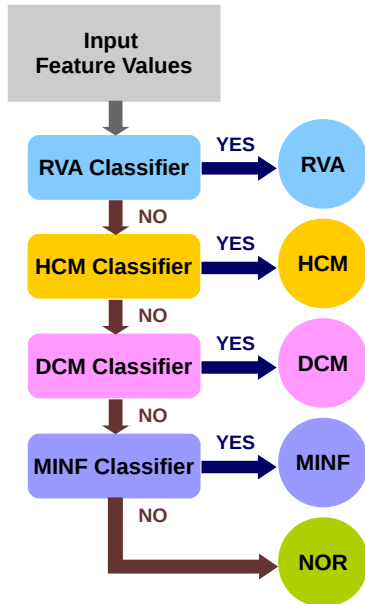 Input
Feature Values
RVA Classifier
YES
RVA
NO
HCM Classifier
YES
HCM
NO
DCM Classifier
YES
DCM
NO
MINF Classifier
YES
MINF
NO
NOR